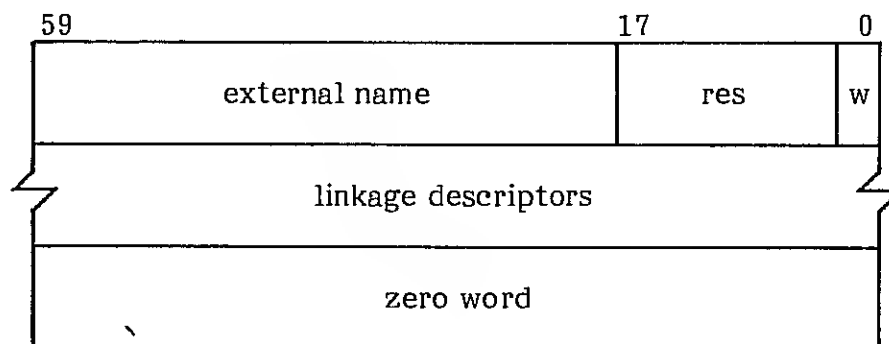 59 17 0
external name res w
linkage descriptors
zero word